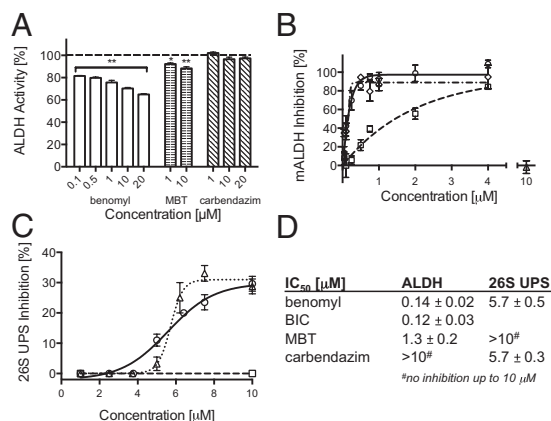 A
ALDH Activity [%]
120
100
80
60
40
20
0
** * **
0.1 0.5 1 10 20 1 10 1 10 20
benomyl MBT carbendazim
Concentration [µM]
B
mALDH Inhibition [%]
100
80
60
40
20
0
0 1 2 3 4 10
Concentration [µM]
C
26S UPS Inhibition [%]
40
30
20
10
0
0 2 4 6 8 10
Concentration [µM]
D
IC50 [µM] ALDH 26S UPS
benomyl 0.14 ± 0.02 5.7 ± 0.5
BIC 0.12 ± 0.03
MBT 1.3 ± 0.2 >10#
carbendazim >10# 5.7 ± 0.3
#no inhibition up to 10 µM